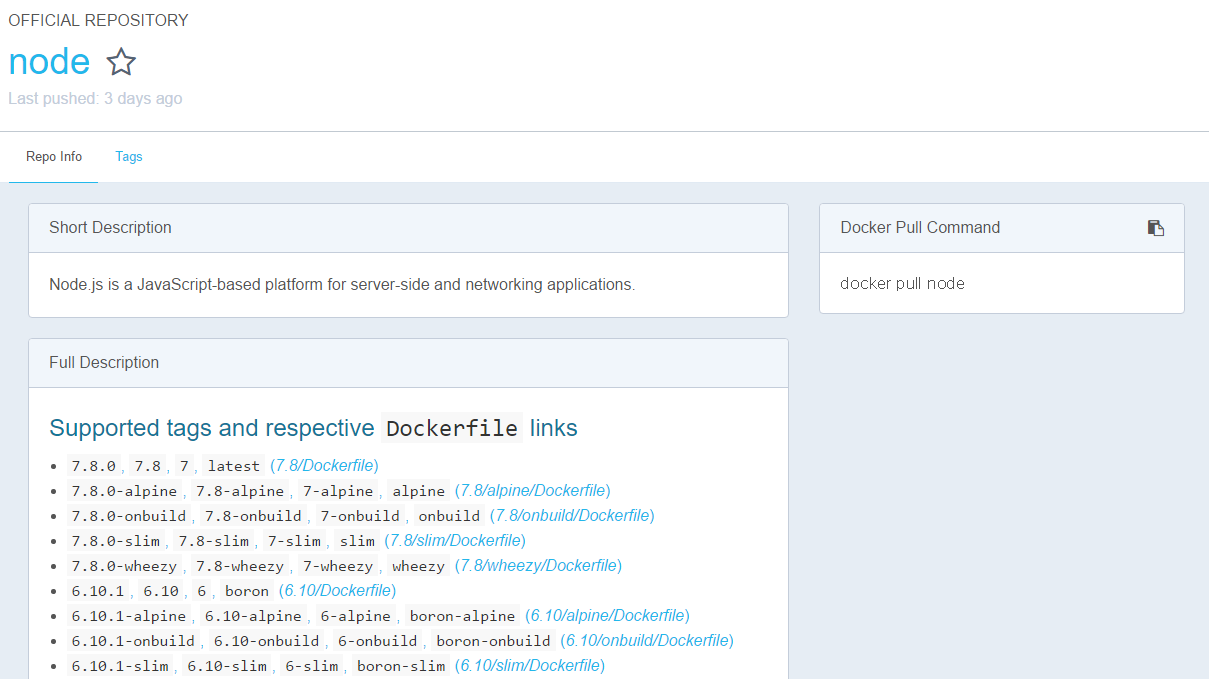 OFFICIAL REPOSITORY
node
Last pushed: 3 days ago
Repo Info Tags
Short Description
Node.js is a JavaScript-based platform for server-side and networking applications.
Docker Pull Command
docker pull node
Full Description
Supported tags and respective Dockerfile links
7.8.0, 7.8, 7, latest (7.8/Dockerfile)
7.8.0-alpine, 7.8-alpine, 7-alpine, alpine (7.8/alpine/Dockerfile)
7.8.0-onbuild, 7.8-onbuild, 7-onbuild, onbuild (7.8/onbuild/Dockerfile)
7.8.0-slim, 7.8-slim, 7-slim, slim (7.8/slim/Dockerfile)
7.8.0-wheezy, 7.8-wheezy, 7-wheezy, wheezy (7.8/wheezy/Dockerfile)
6.10.1, 6.10, 6, boron (6.10/Dockerfile)
6.10.1-alpine, 6.10-alpine, 6-alpine, boron-alpine (6.10/alpine/Dockerfile)
6.10.1-onbuild, 6.10-onbuild, 6-onbuild, boron-onbuild (6.10/onbuild/Dockerfile)
6.10.1-slim, 6.10-slim, 6-slim, boron-slim (6.10/slim/Dockerfile)